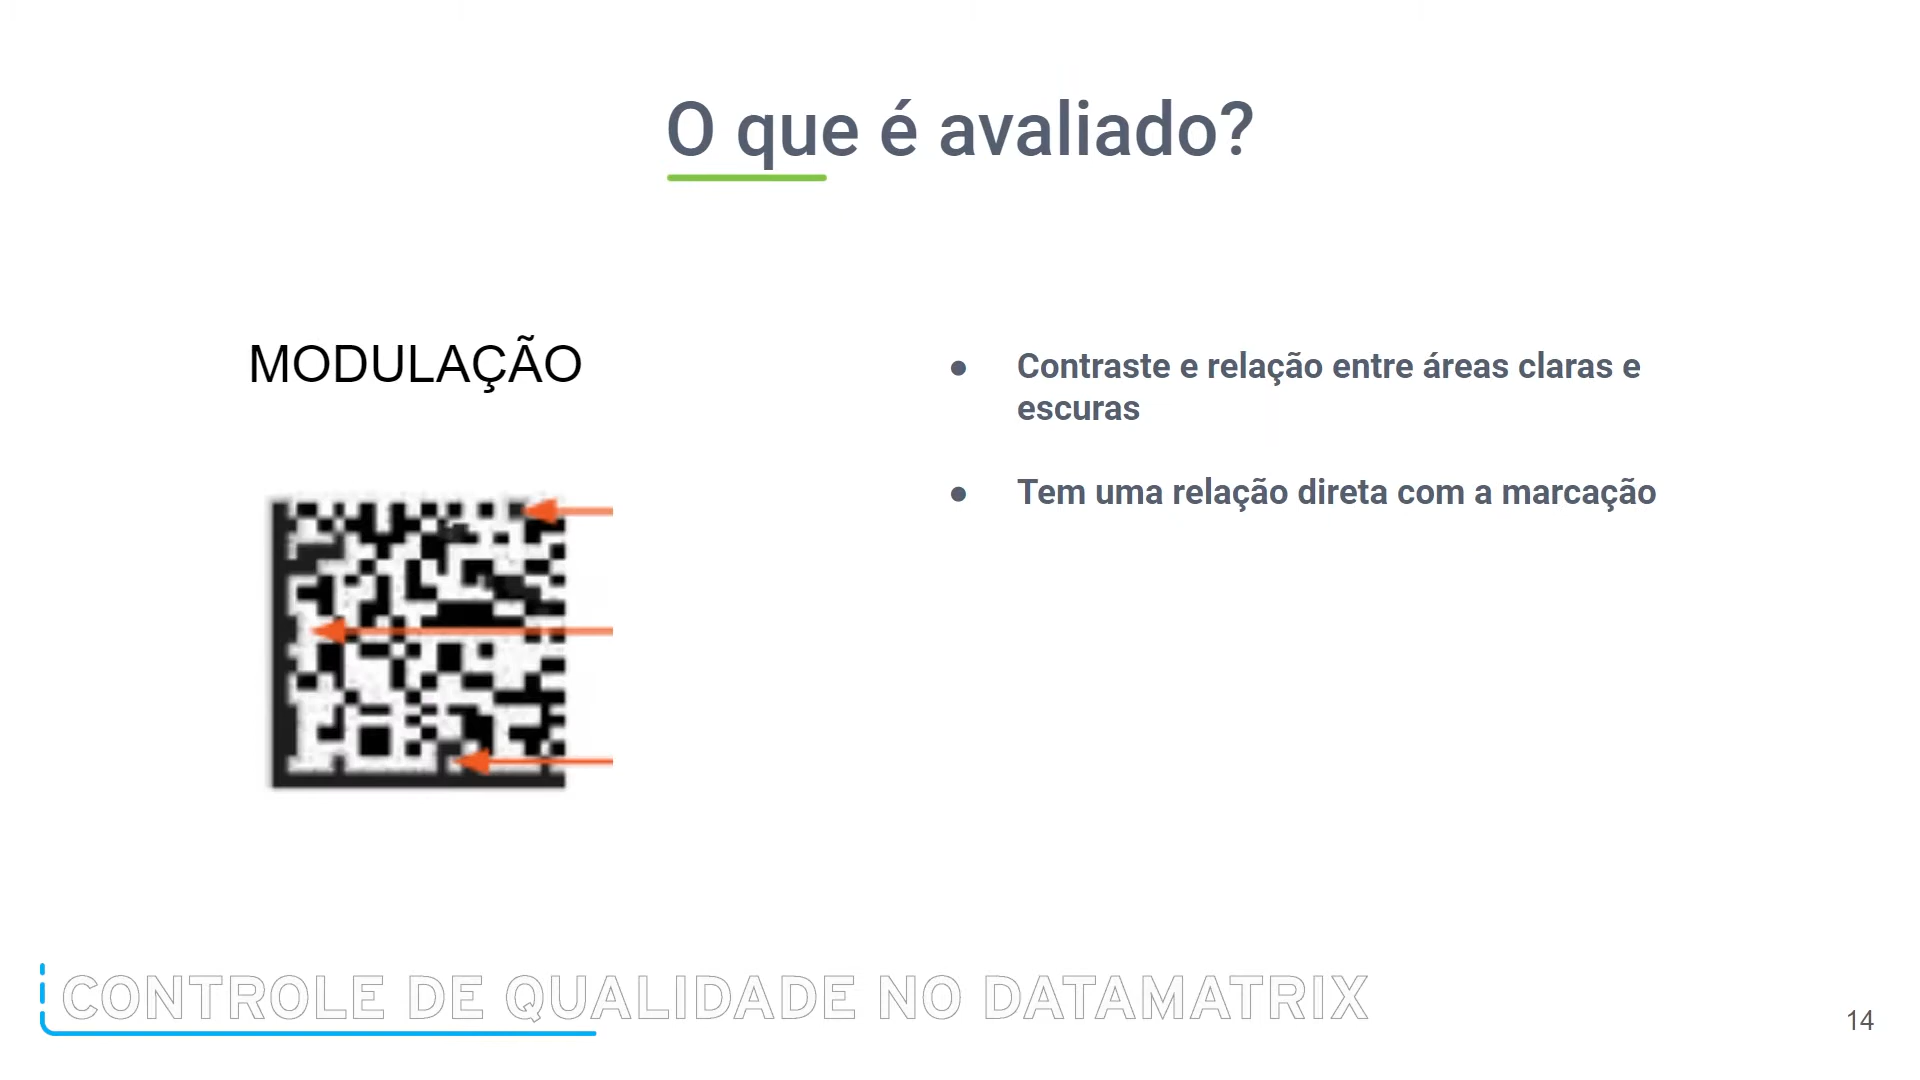 O que é avaliado?
MODULAÇÃO
● Contraste e relação entre áreas claras e
escuras
● Tem uma relação direta com a marcação
CONTROLE DE QUALIDADE NO DATAMATRIX
14